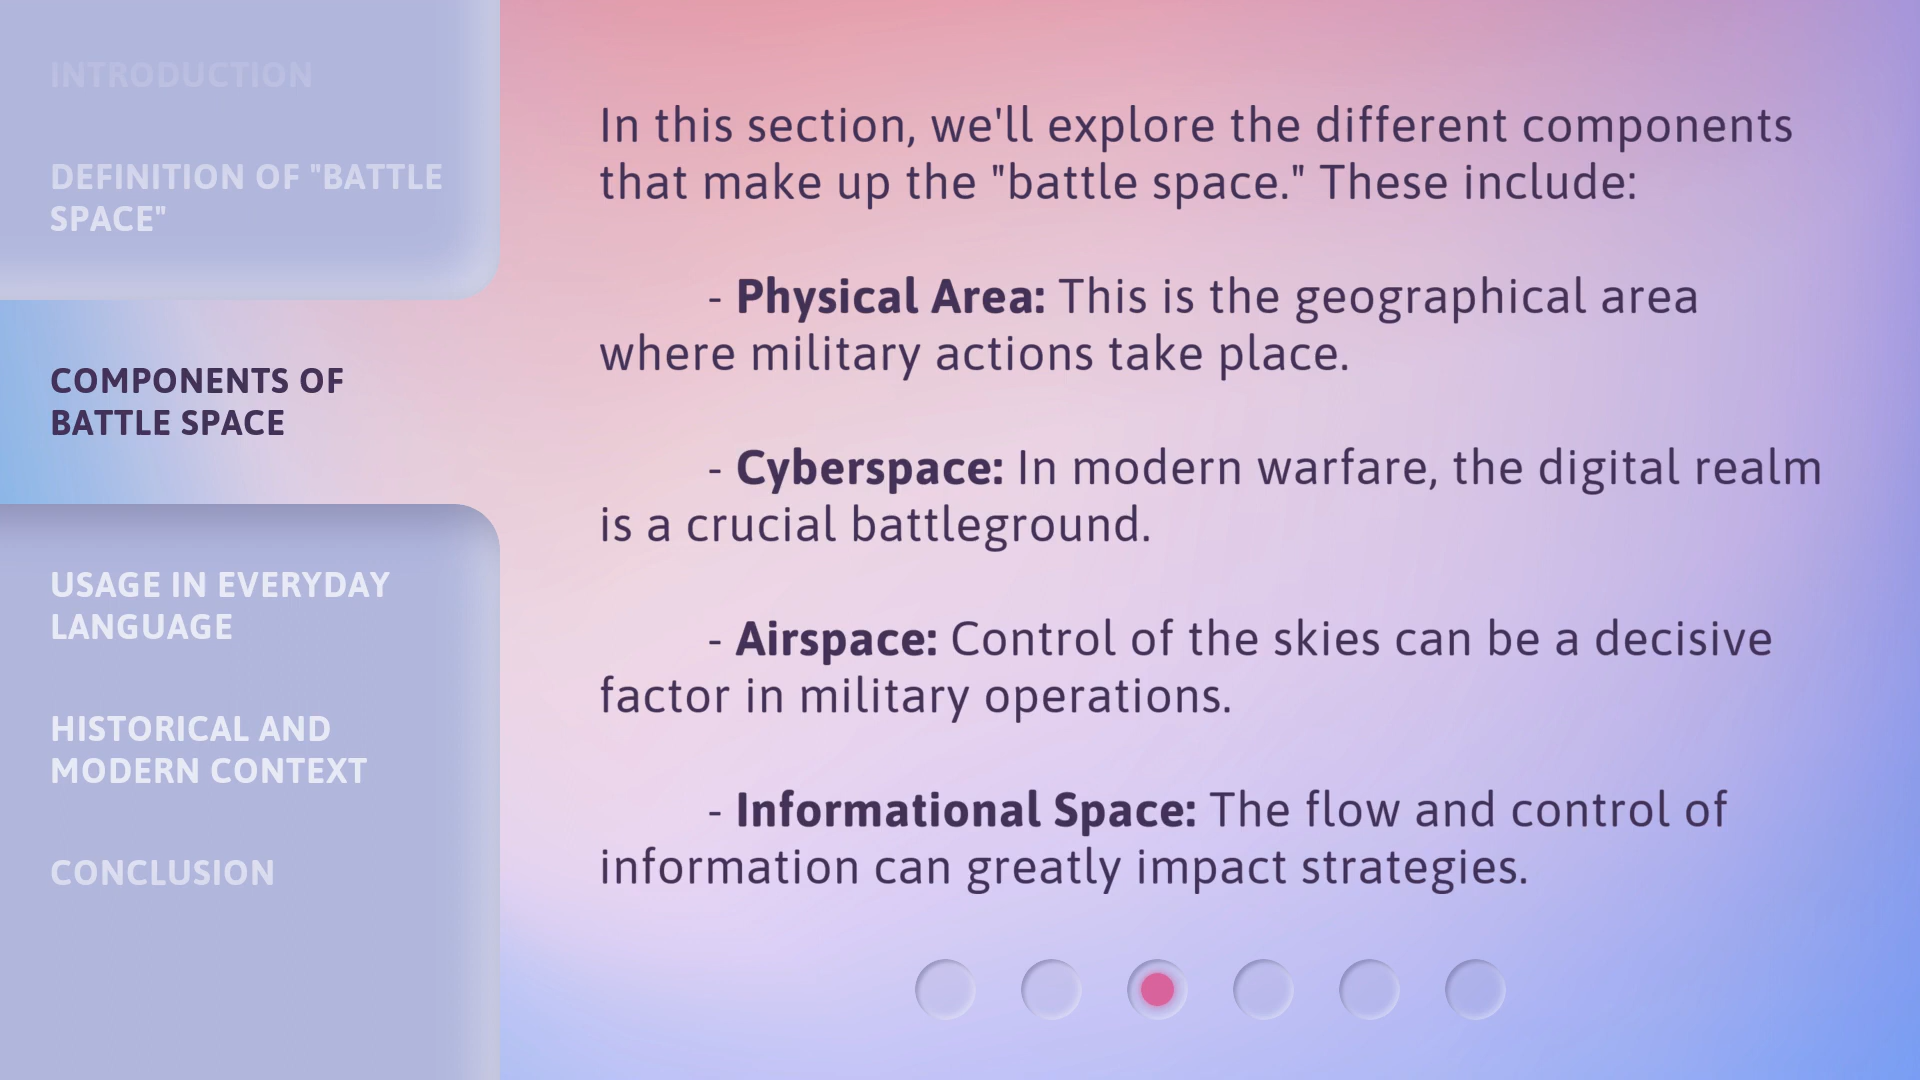 INTRODUCTION
DEFINITION OF "BATTLE
SPACE"
COMPONENTS OF
BATTLE SPACE
USAGE IN EVERYDAY
LANGUAGE
HISTORICAL AND
MODERN CONTEXT
CONCLUSION
In this section, we'll explore the different components
that make up the "battle space." These include:
- Physical Area: This is the geographical area
where military actions take place.
- Cyberspace: In modern warfare, the digital realm
is a crucial battleground.
- Airspace: Control of the skies can be a decisive
factor in military operations.
- Informational Space: The flow and control of
information can greatly impact strategies.